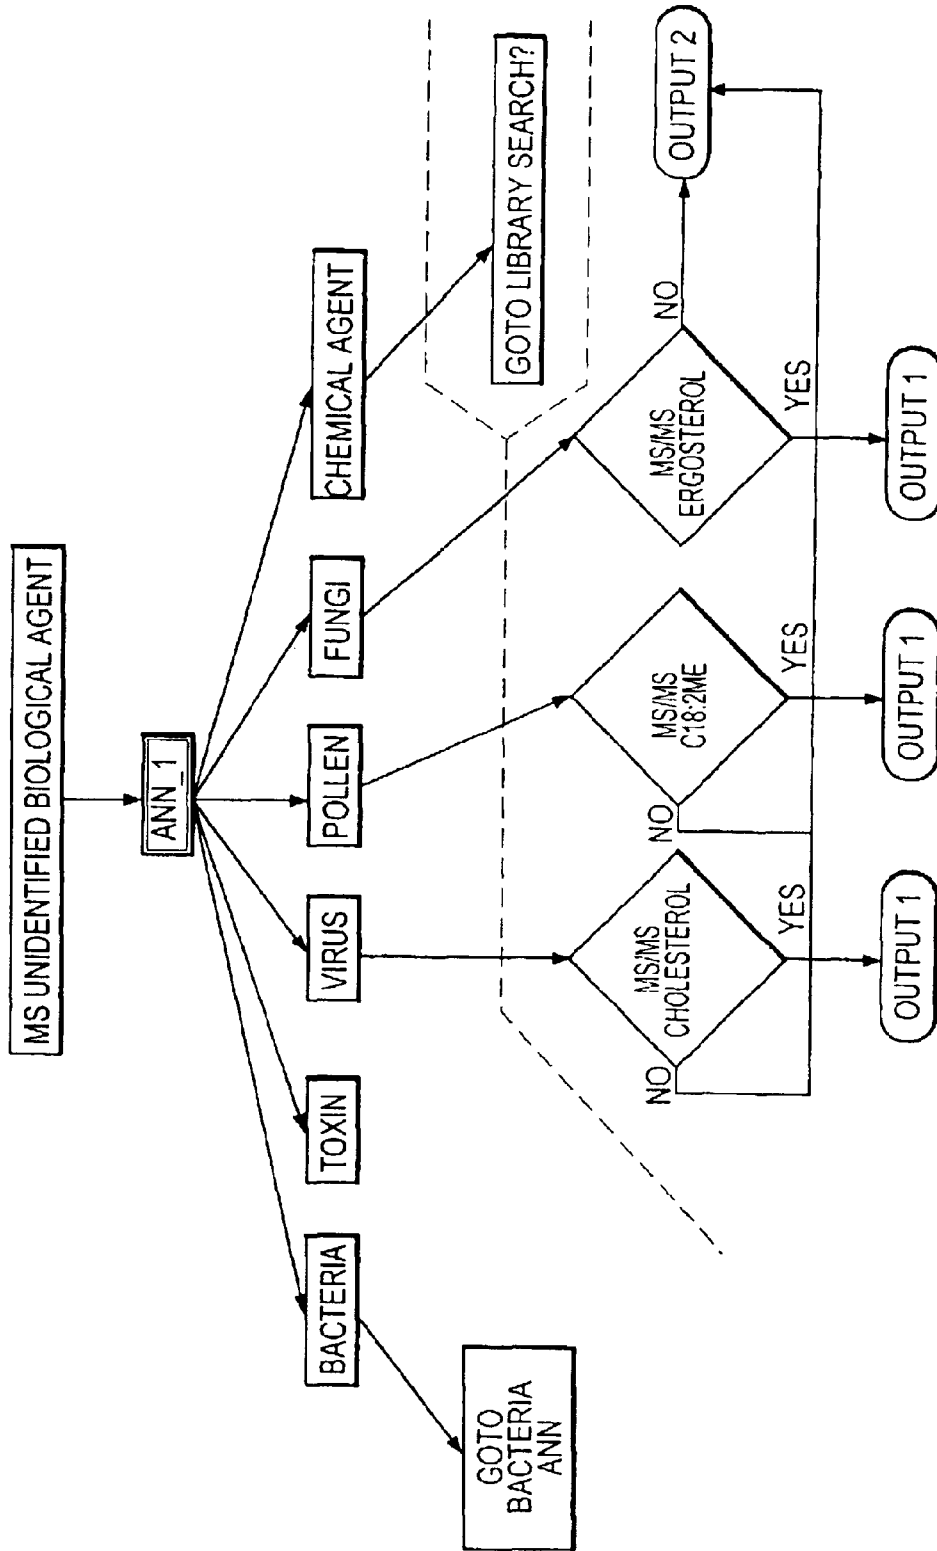 MS UNIDENTIFIED BIOLOGICAL AGENT
ANN_1
BACTERIA
TOXIN
VIRUS
POLLEN
FUNGI
CHEMICAL AGENT
GOTO
BACTERIA
ANN
GOTO LIBRARY SEARCH?
NO
MS/MS
CHOLESTEROL
YES
OUTPUT 1
NO
MS/MS
C18:2ME
YES
OUTPUT 1
MS/MS
ERGOSTEROL
NO
YES
OUTPUT 1
OUTPUT 2